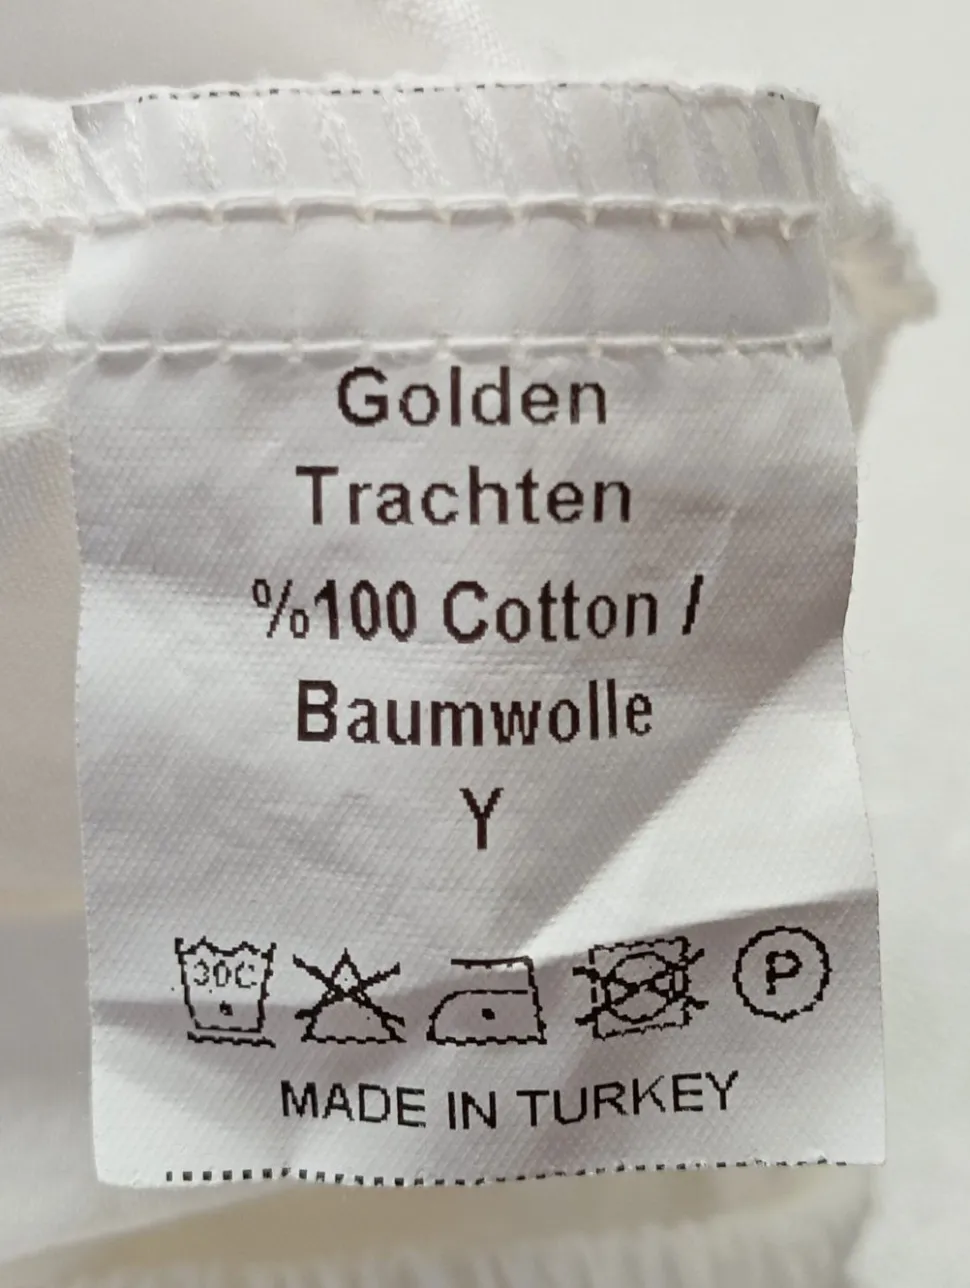 Golden
Trachten
%100 Cotton /
Baumwolle
Y
30C P
MADE IN TURKEY